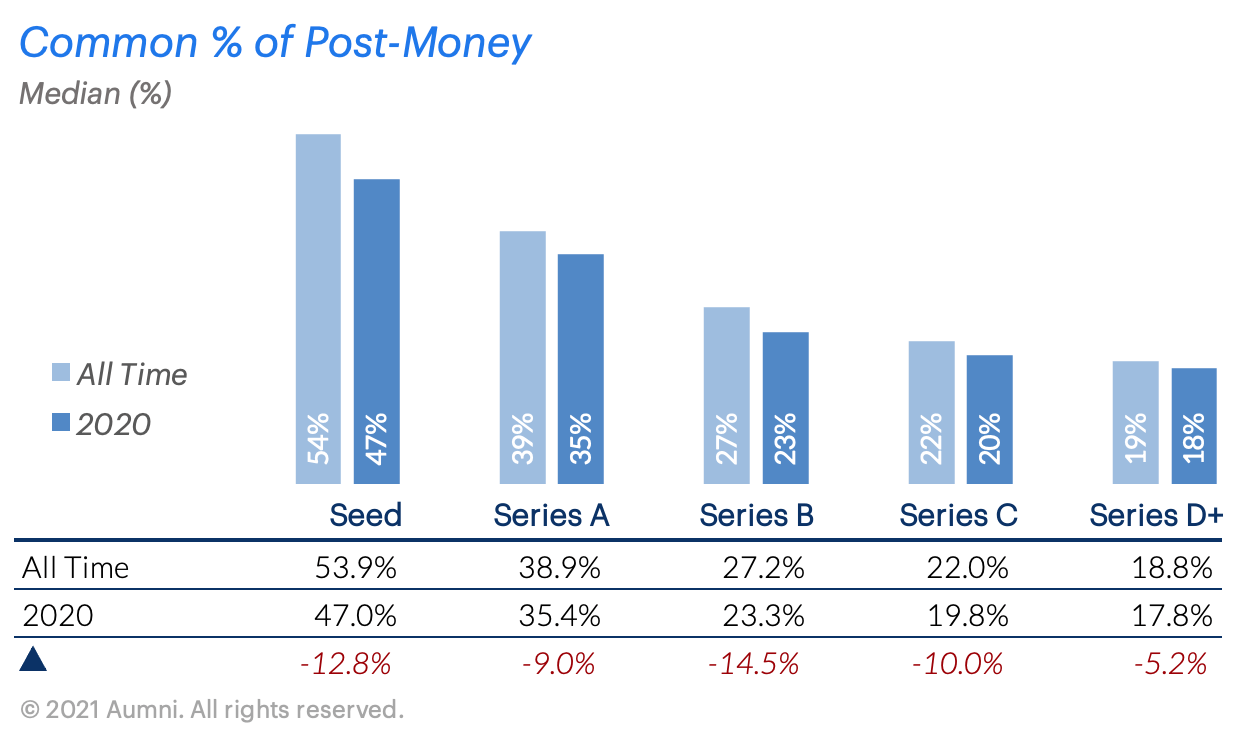 Common % of Post-Money
Median (%)
All Time
2020
54% 47% 39% 35% 27% 23% 22% 20% 19% 18%
Seed Series A Series B Series C Series D+
All Time 53.9% 38.9% 27.2% 22.0% 18.8%
2020 47.0% 35.4% 23.3% 19.8% 17.8%
-12.8% -9.0% -14.5% -10.0% -5.2%
© 2021 Aumni. All rights reserved.